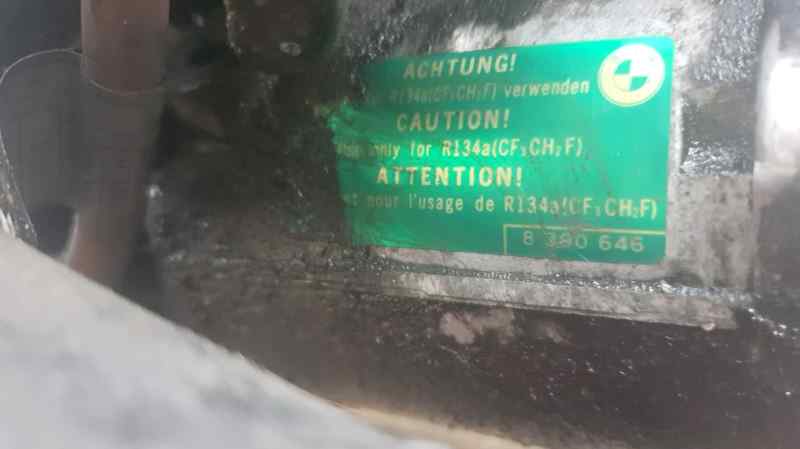 ACHTUNG!
R134a(CF₃CH₂F) verwenden
CAUTION!
only for R134a(CF₃CH₂F)
ATTENTION!
pour l'usage de R134a(CF₃CH₂F)
8 390 646